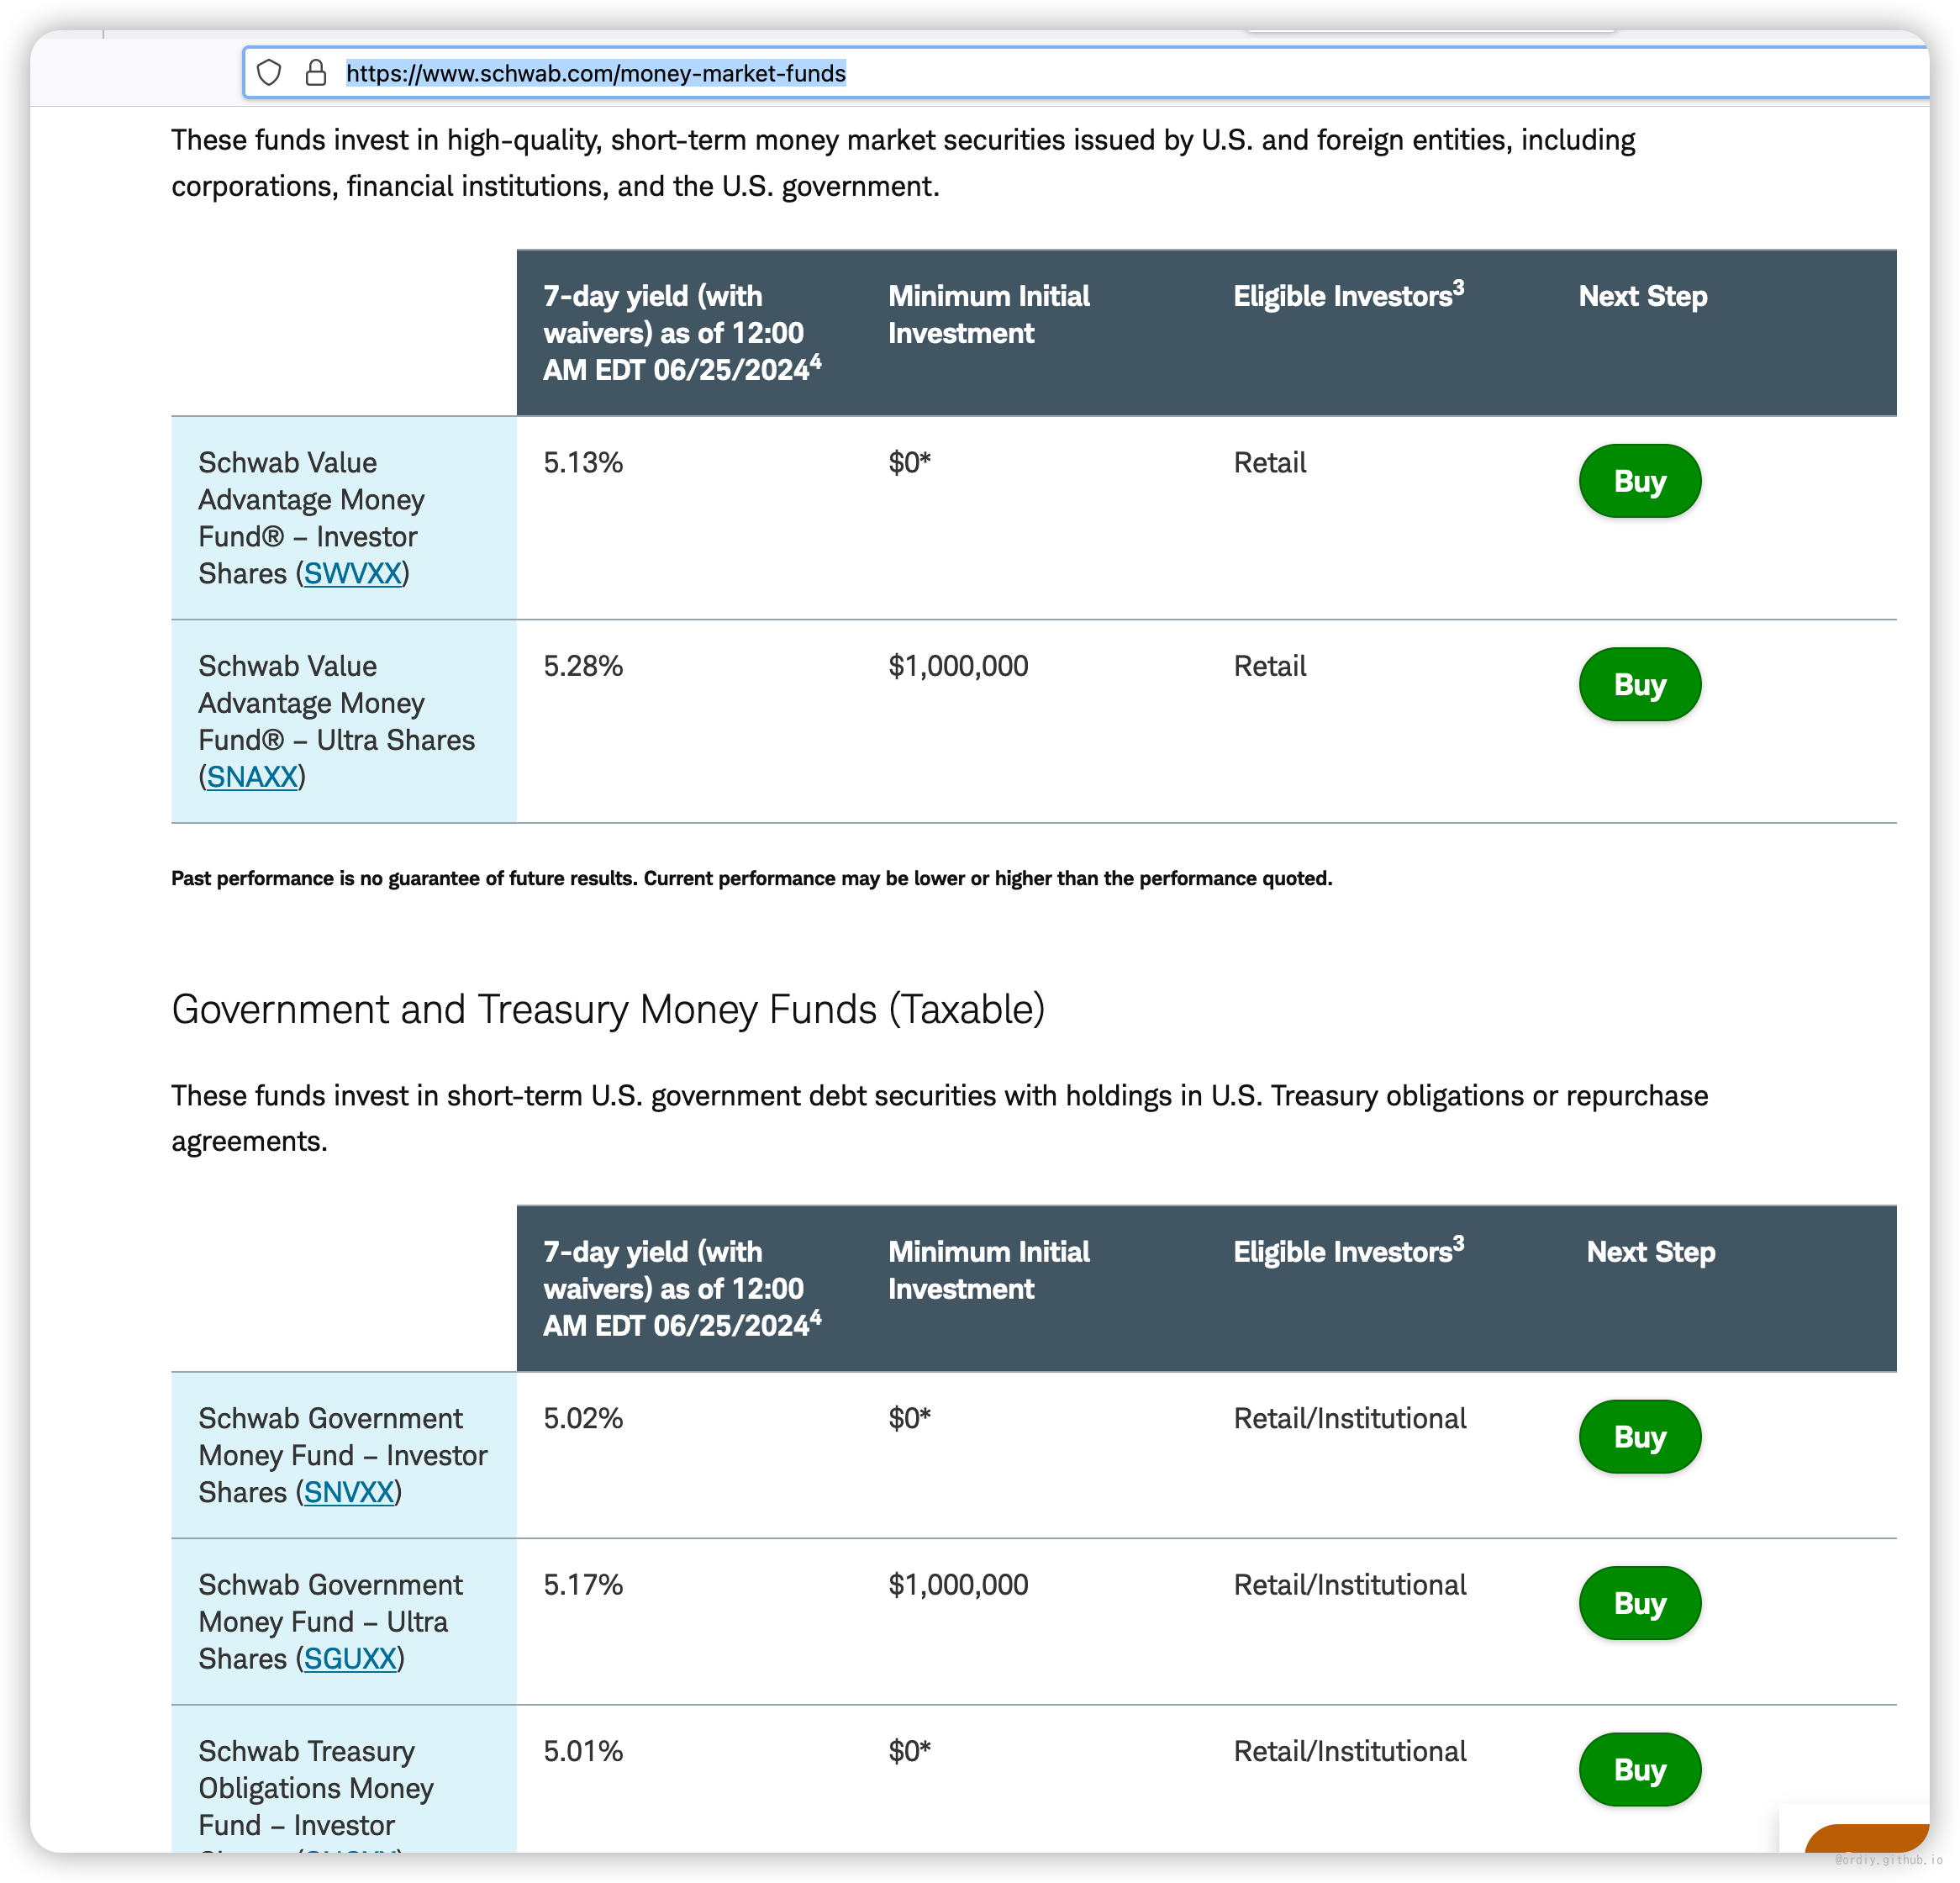 https://www.schwab.com/money-market-funds
These funds invest in high-quality, short-term money market securities issued by U.S. and foreign entities, including
corporations, financial institutions, and the U.S. government.
7-day yield (with
waivers) as of 12:00
AM EDT 06/25/2024⁴
Minimum Initial
Investment
Eligible Investors³
Next Step
Schwab Value
Advantage Money
Fund® – Investor
Shares (SWVXX)
5.13%
$0*
Retail
Buy
Schwab Value
Advantage Money
Fund® – Ultra Shares
(SNAXX)
5.28%
$1,000,000
Retail
Buy
Past performance is no guarantee of future results. Current performance may be lower or higher than the performance quoted.
Government and Treasury Money Funds (Taxable)
These funds invest in short-term U.S. government debt securities with holdings in U.S. Treasury obligations or repurchase
agreements.
7-day yield (with
waivers) as of 12:00
AM EDT 06/25/2024⁴
Minimum Initial
Investment
Eligible Investors³
Next Step
Schwab Government
Money Fund – Investor
Shares (SNVXX)
5.02%
$0*
Retail/Institutional
Buy
Schwab Government
Money Fund – Ultra
Shares (SGUXX)
5.17%
$1,000,000
Retail/Institutional
Buy
Schwab Treasury
Obligations Money
Fund – Investor
5.01%
$0*
Retail/Institutional
Buy
@ordiy.github.io